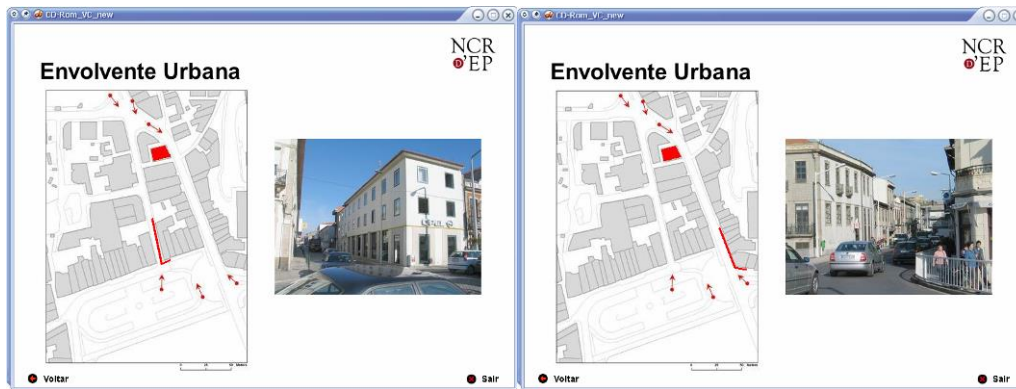 CD-Rom_VC_new
NCR
D'EP
Envolvente Urbana
Voltar
Sair
CD-Rom_VC_new
NCR
D'EP
Envolvente Urbana
Voltar
Sair